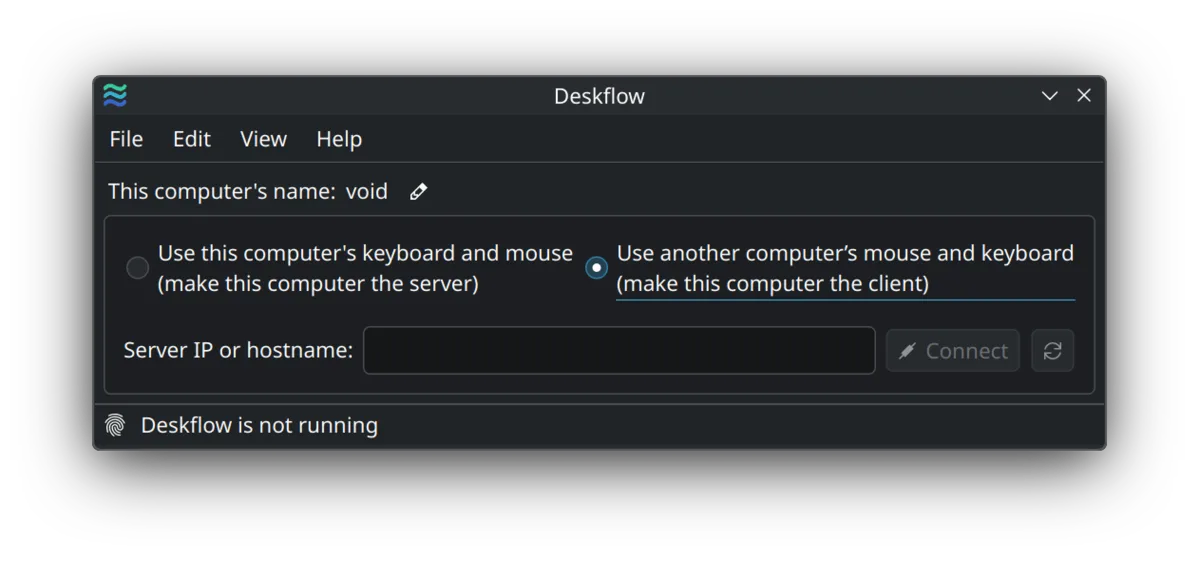 Deskflow
File Edit View Help
This computer's name: void
Use this computer's keyboard and mouse
(make this computer the server)
Use another computer’s mouse and keyboard
(make this computer the client)
Server IP or hostname: Connect
Deskflow is not running